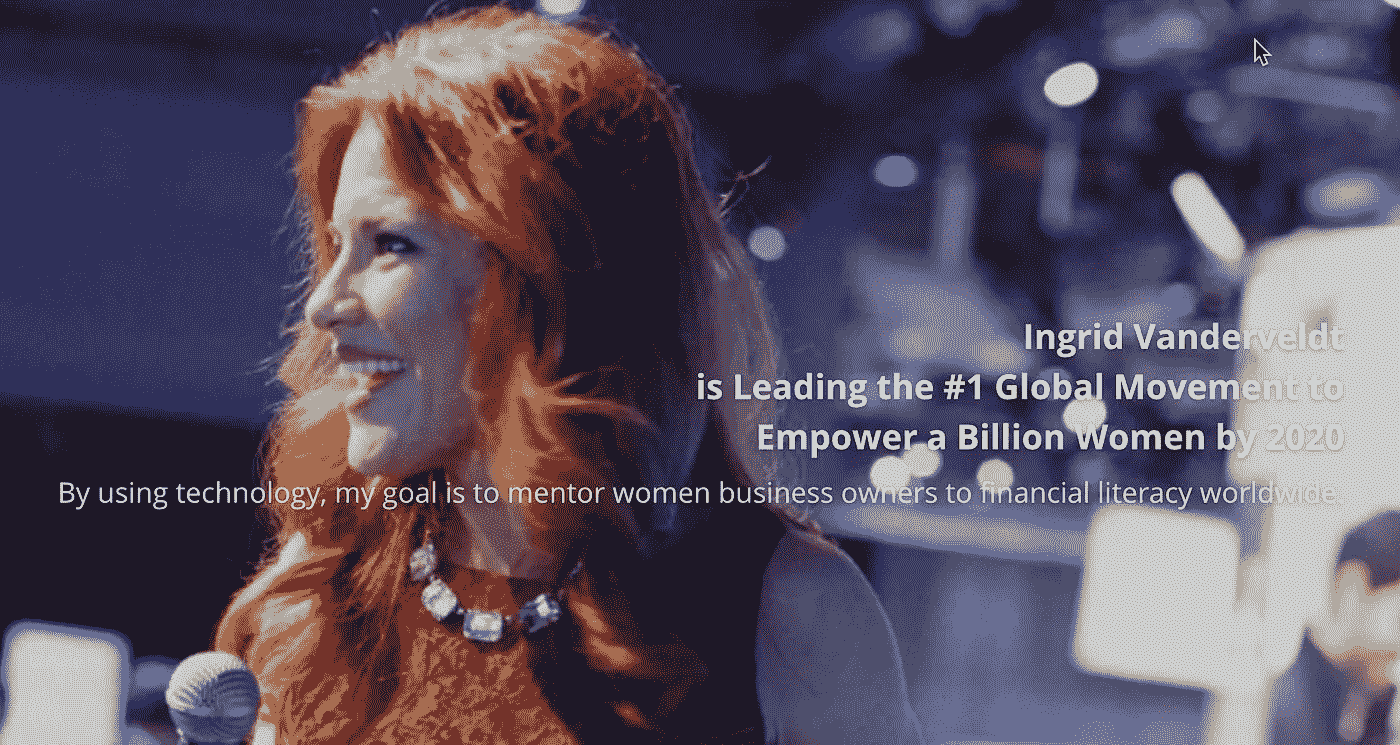 Ingrid Vanderveldt
is Leading the #1 Global Movement to
Empower a Billion Women by 2020
By using technology, my goal is to mentor women business owners to financial literacy worldwide.